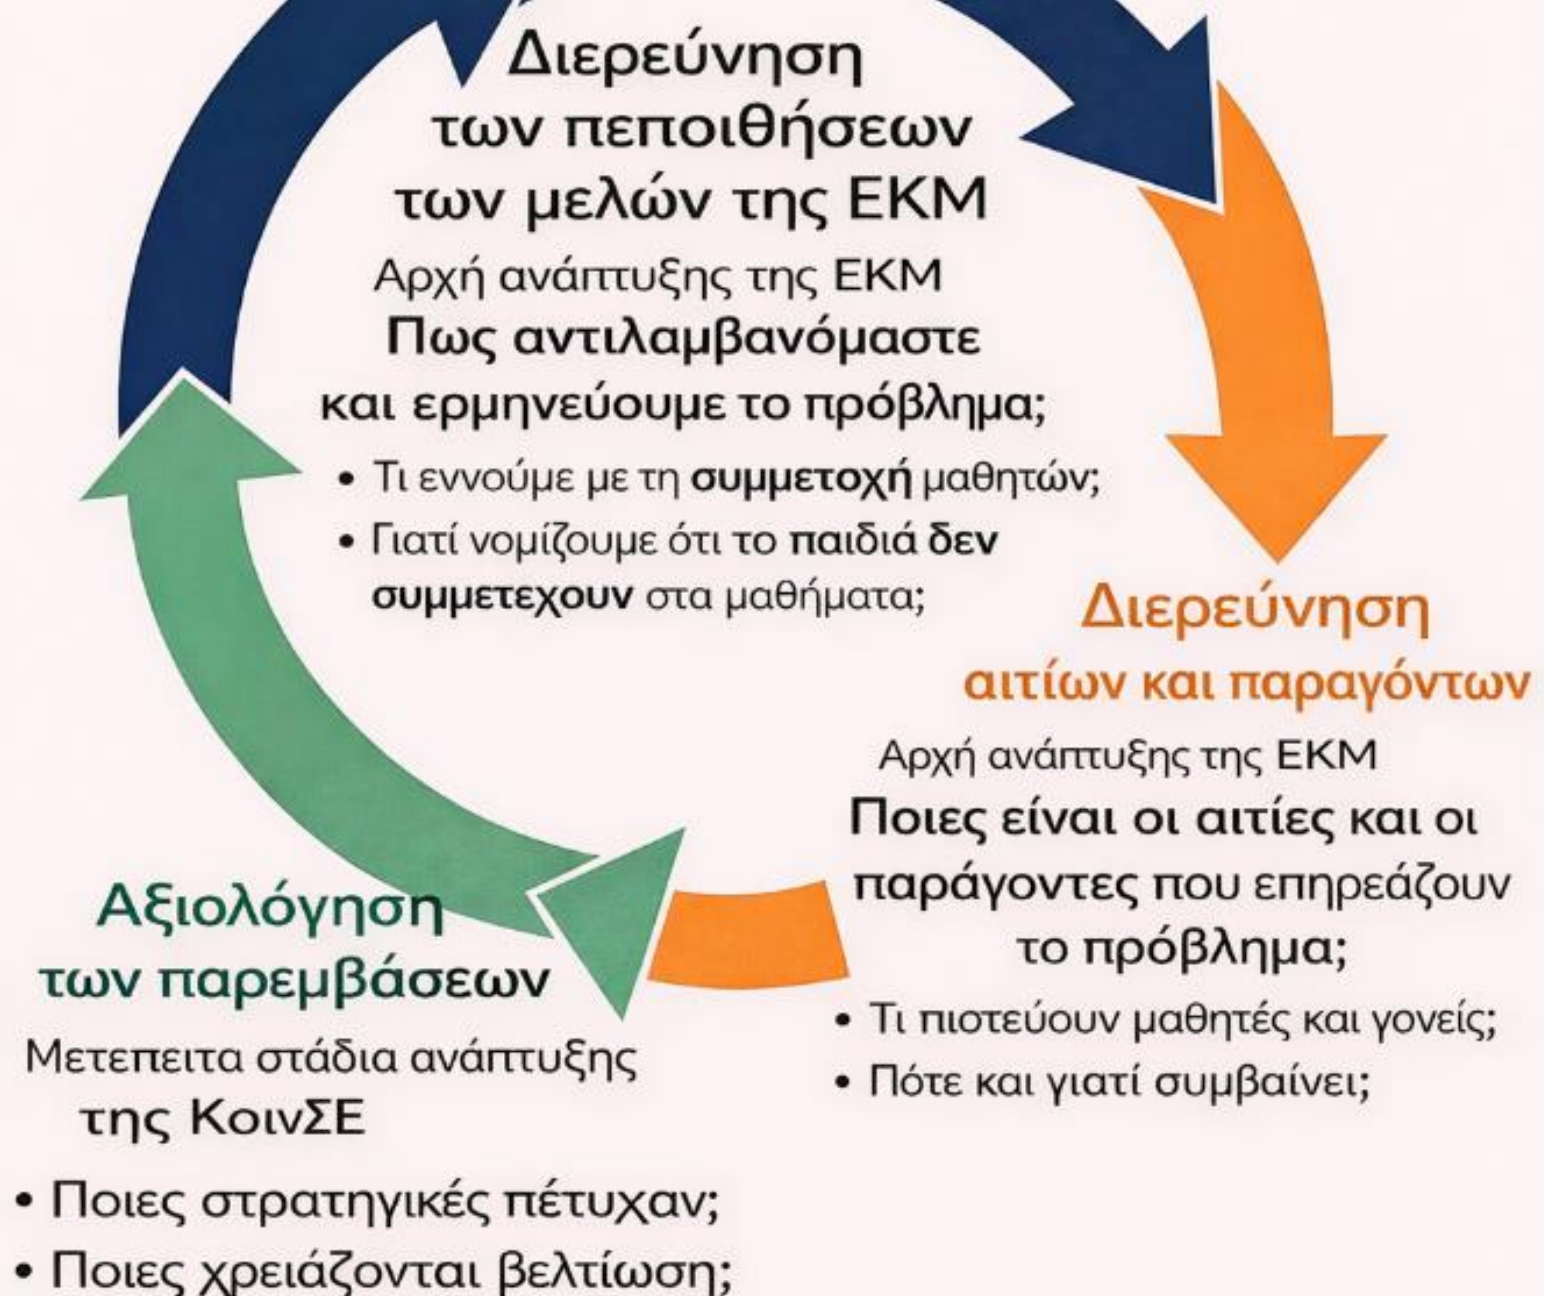 Διερεύνηση
των πεποιθήσεων
των μελών της ΕΚΜ
Αρχή ανάπτυξης της ΕΚΜ
Πως αντιλαμβανόμαστε
και ερμηνεύουμε το πρόβλημα;
• Τι εννούμε με τη συμμετοχή μαθητών;
• Γιατί νομίζουμε ότι το παιδιά δεν
συμμετεχουν στα μαθήματα;
Διερεύνηση
αιτίων και παραγόντων
Αρχή ανάπτυξης της ΕΚΜ
Ποιες είναι οι αιτίες και οι
παράγοντες που επηρεάζουν
το πρόβλημα;
• Τι πιστεύουν μαθητές και γονείς;
• Πότε και γιατί συμβαίνει;
Αξιολόγηση
των παρεμβάσεων
Μετεπειτα στάδια ανάπτυξης
της ΚοινΣΕ
• Ποιες στρατηγικές πέτυχαν;
• Ποιες χρειάζονται βελτίωση;